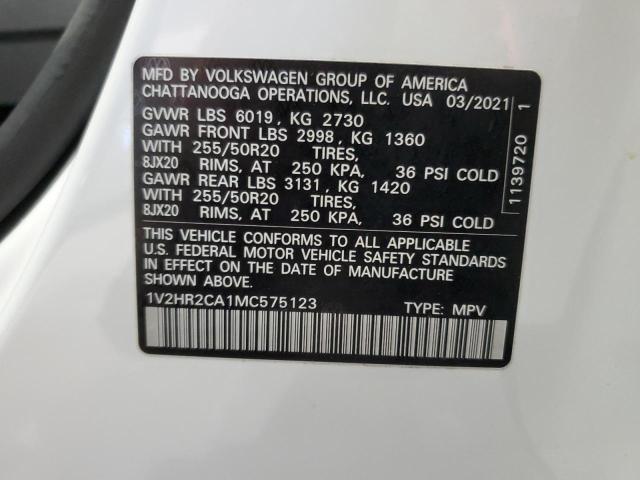 MFD BY VOLKSWAGEN GROUP OF AMERICA
CHATTANOOGA OPERATIONS, LLC. USA 03/2021
GVWR LBS 6019, KG 2730
GAWR FRONT LBS 2998, KG 1360
WITH 255/50R20 TIRES,
8JX20 RIMS, AT 250 KPA, 36 PSI COLD
GAWR REAR LBS 3131, KG 1420
WITH 255/50R20 TIRES,
8JX20 RIMS, AT 250 KPA, 36 PSI COLD
THIS VEHICLE CONFORMS TO ALL APPLICABLE
U.S. FEDERAL MOTOR VEHICLE SAFETY STANDARDS
IN EFFECT ON THE DATE OF MANUFACTURE
SHOWN ABOVE.
1V2HR2CA1MC575123 TYPE: MPV
1139720 1